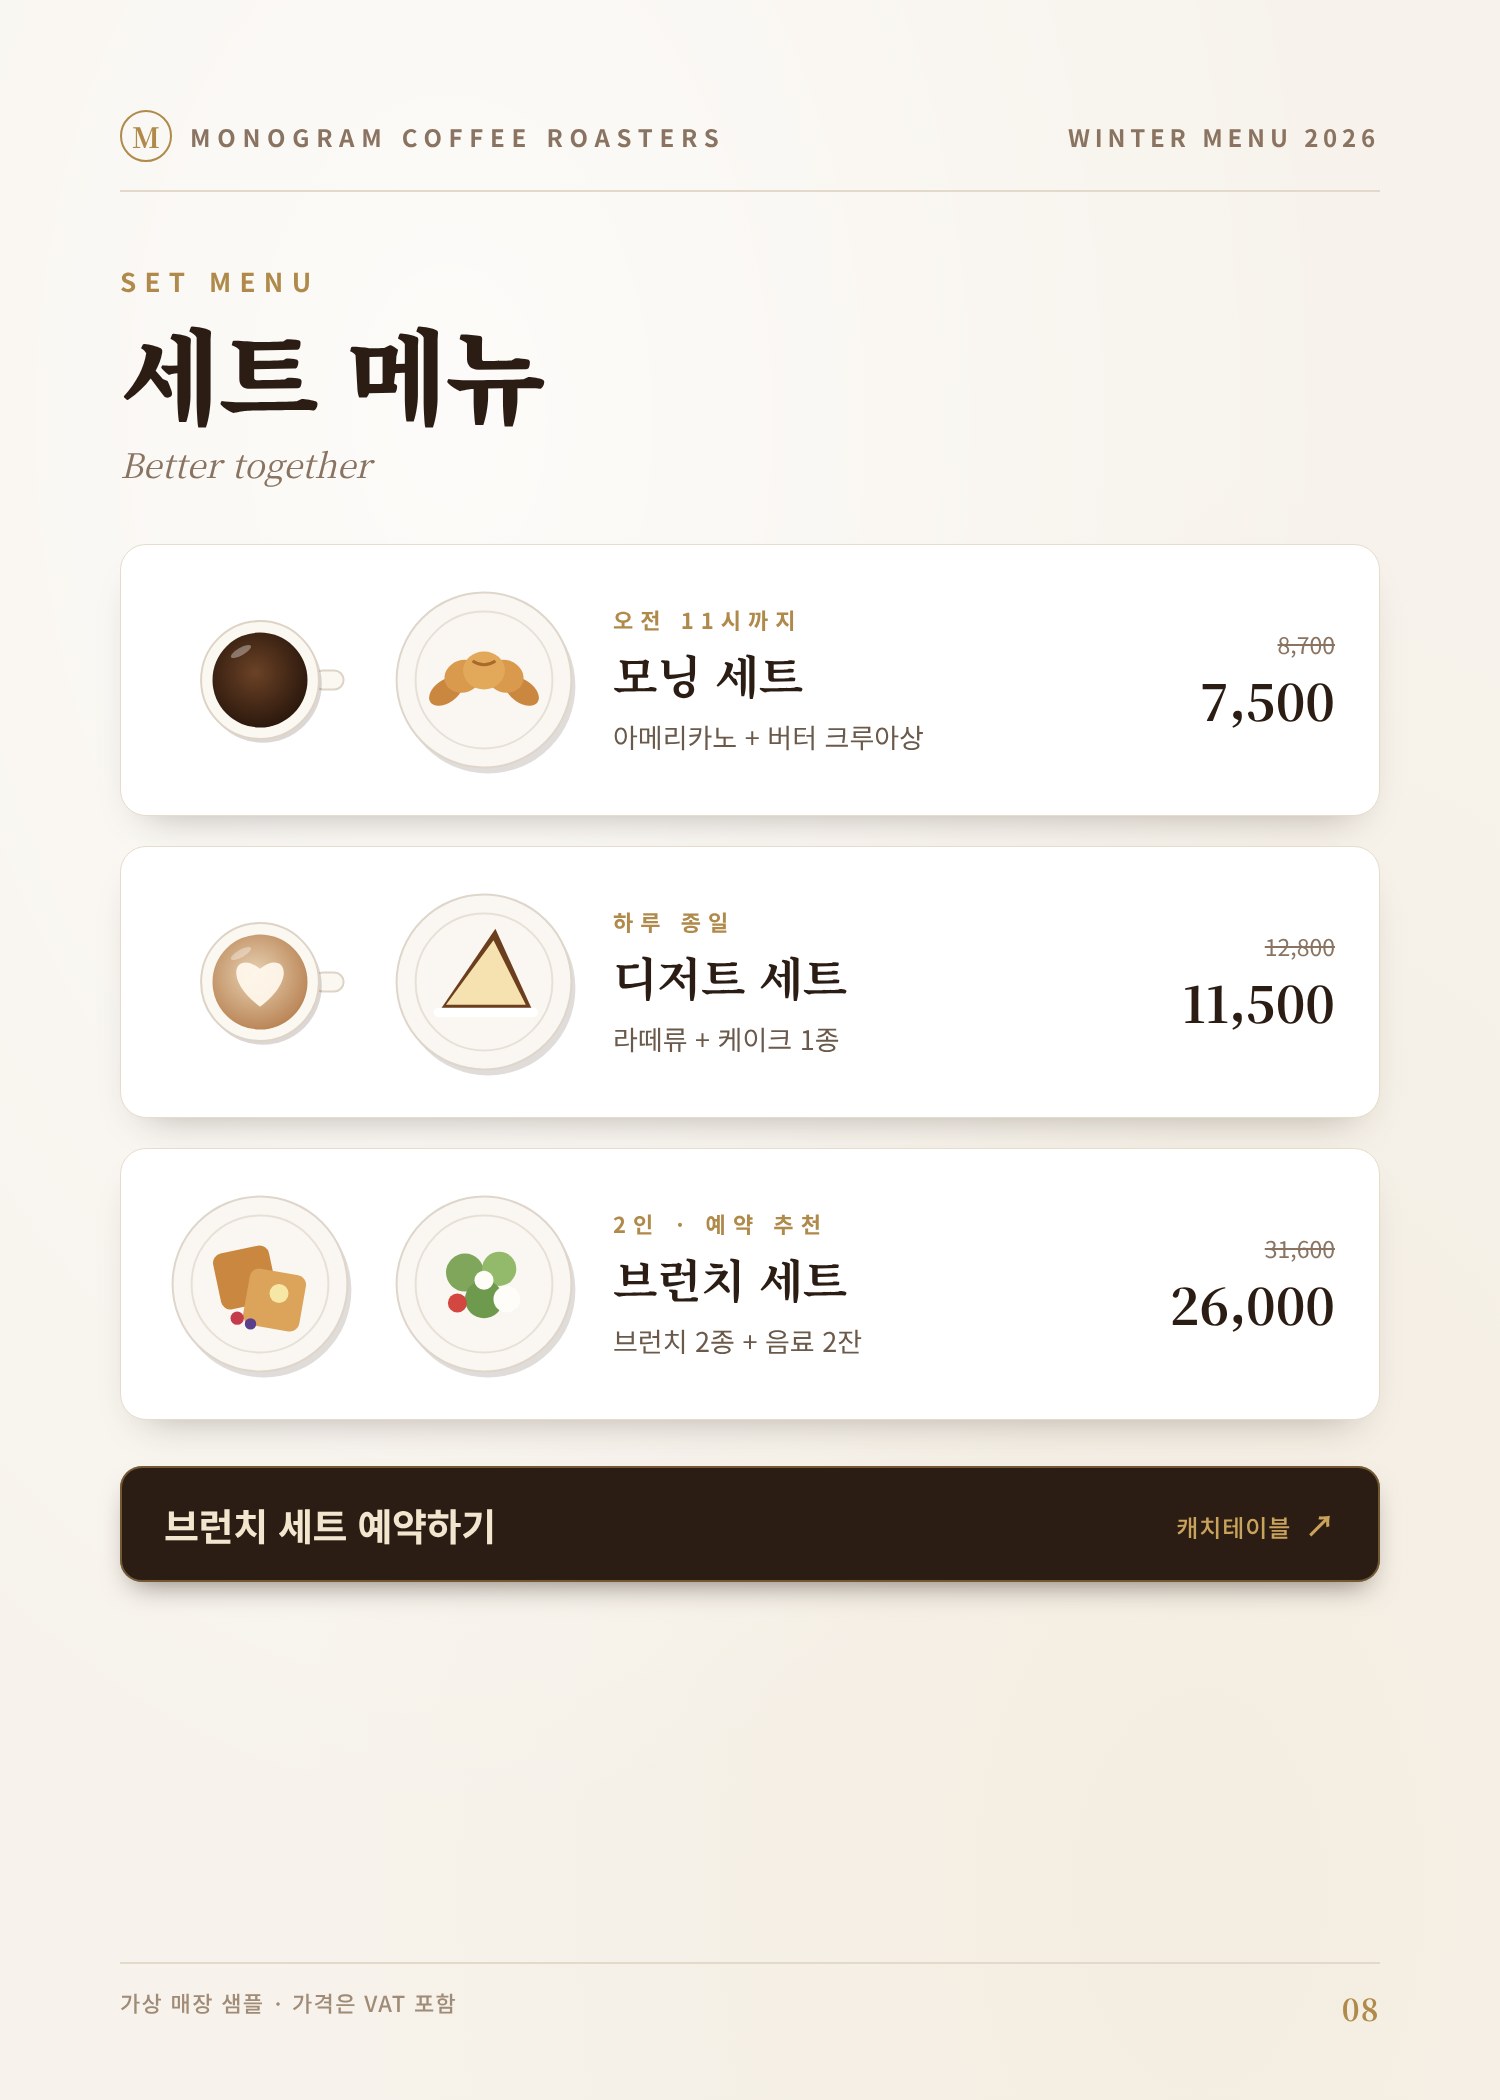 M MONOGRAM COFFEE ROASTERS
WINTER MENU 2026
SET MENU
세트 메뉴
Better together
오전 11시까지
모닝 세트
아메리카노 + 버터 크루아상
8,700
7,500
하루 종일
디저트 세트
라떼류 + 케이크 1종
12,800
11,500
2인 · 예약 추천
브런치 세트
브런치 2종 + 음료 2잔
31,600
26,000
브런치 세트 예약하기
캐치테이블 ↗
가상 매장 샘플 · 가격은 VAT 포함
08